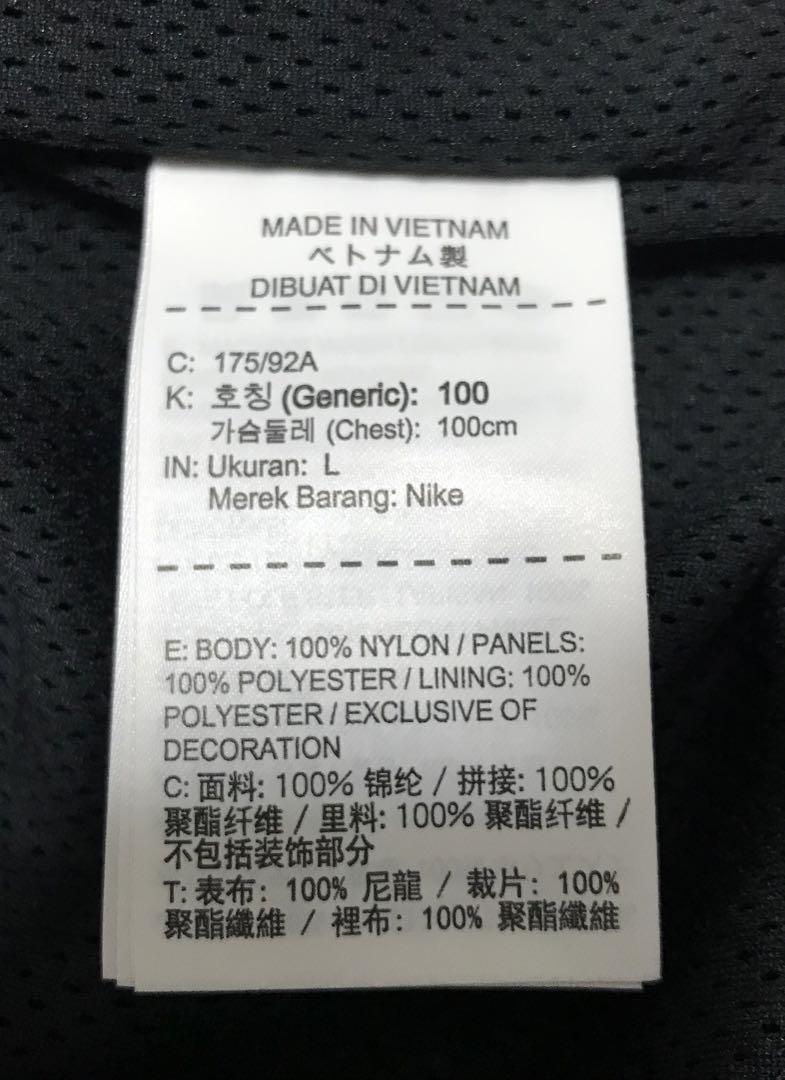 MADE IN VIETNAM
ベトナム製
DIBUAT DI VIETNAM
C: 175/92A
K: 호칭 (Generic): 100
가슴둘레 (Chest): 100cm
IN: Ukuran: L
Merek Barang: Nike
E: BODY: 100% NYLON / PANELS:
100% POLYESTER / LINING: 100%
POLYESTER / EXCLUSIVE OF
DECORATION
C: 面料: 100% 锦纶 / 拼接: 100%
聚酯纤维 / 里料: 100% 聚酯纤维 /
不包括装饰部分
T: 表布: 100% 尼龍 / 裁片: 100%
聚酯纖維 / 裡布: 100% 聚酯纖維